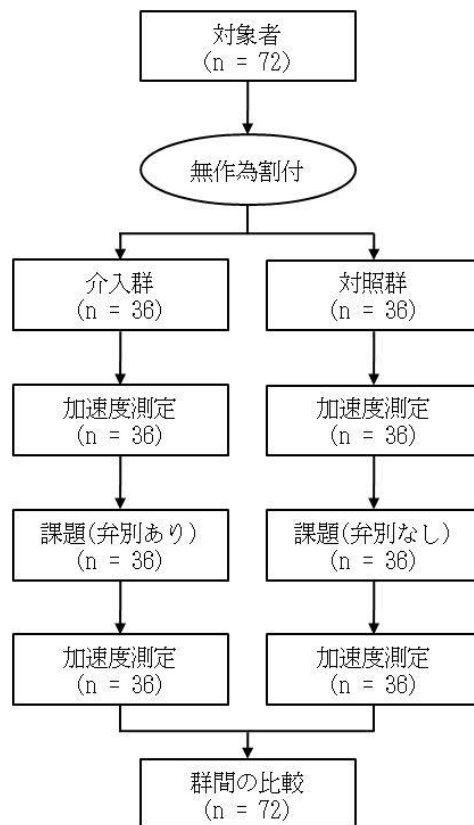 対象者
(n = 72)
無作為割付
介入群
(n = 36)
対照群
(n = 36)
加速度測定
(n = 36)
加速度測定
(n = 36)
課題(弁別あり)
(n = 36)
課題(弁別なし)
(n = 36)
加速度測定
(n = 36)
加速度測定
(n = 36)
群間の比較
(n = 72)